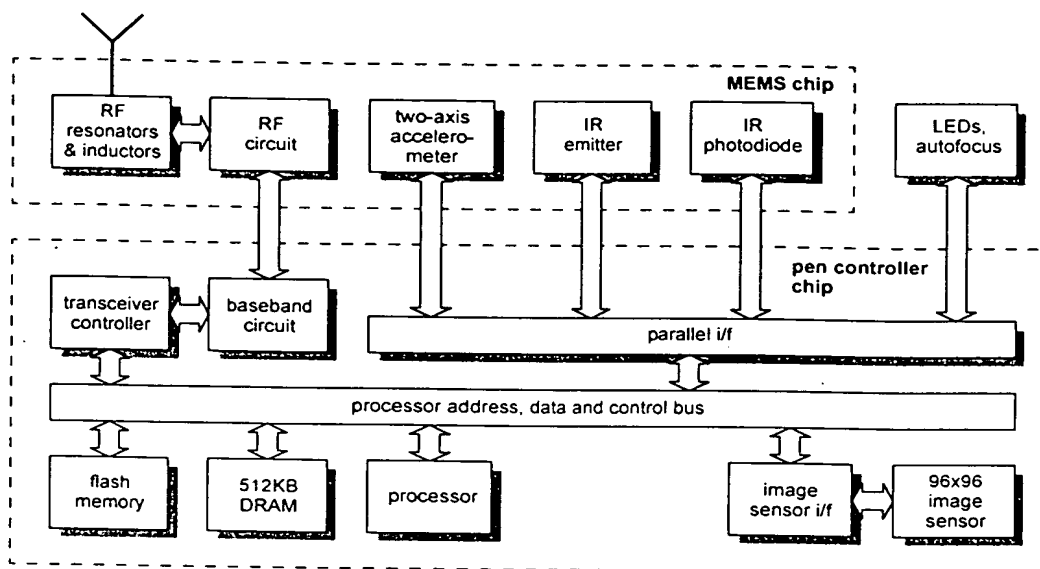 MEMS chip
RF
resonators
& inductors
RF
circuit
two-axis
accelero-
meter
IR
emitter
IR
photodiode
LEDs,
autofocus
pen controller
chip
transceiver
controller
baseband
circuit
parallel i/f
processor address, data and control bus
flash
memory
512KB
DRAM
processor
image
sensor i/f
96x96
image
sensor